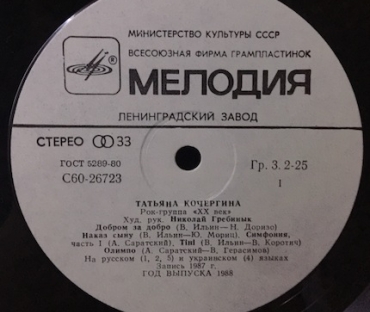 МИНИСТЕРСТВО КУЛЬТУРЫ СССР
ВСЕСОЮЗНАЯ ФИРМА ГРАМПЛАСТИНОК
МЕЛОДИЯ
ЛЕНИНГРАДСКИЙ ЗАВОД
СТЕРЕО 33
ГОСТ 5289-80
С60-26723
Гр. 3. 2-25
1
ТАТЬЯНА КОЧЕРГИНА
Рок-группа «XX век»
Худ. рук. Николай Гребинык
Добром за добро (В. Ильин—Н. Доризо)
Наказ сыну (В. Ильин—Ю. Мориц), Симфония,
часть I (А. Саратский), Тіні (В. Ильин—В. Коротич)
Олимпо (А. Саратский—В. Герасимов)
На русском (1, 2, 5) и украинском (4) языках
Запись 1987 г.
ГОД ВЫПУСКА 1988